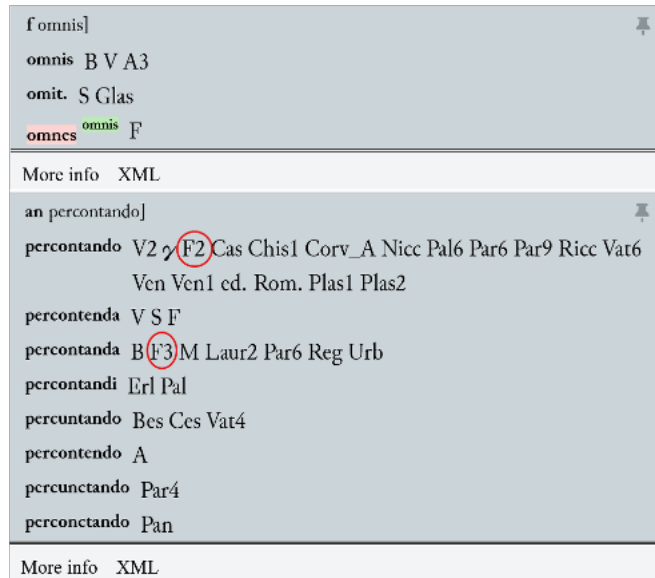 f omnis]
omnis B V A3
omit. S Glas
omnes omnis F
More info XML
an percontando]
percontando V2 γ F2 Cas Chis1 Corv_A Nicc Pal6 Par6 Par9 Ricc Vat6
Ven Ven1 ed. Rom. Plas1 Plas2
percontenda V S F
percontanda B F3 M Laur2 Par6 Reg Urb
percontandi Erl Pal
percuntando Bes Ces Vat4
percontendo A
percunctando Par4
perconctando Pan
More info XML